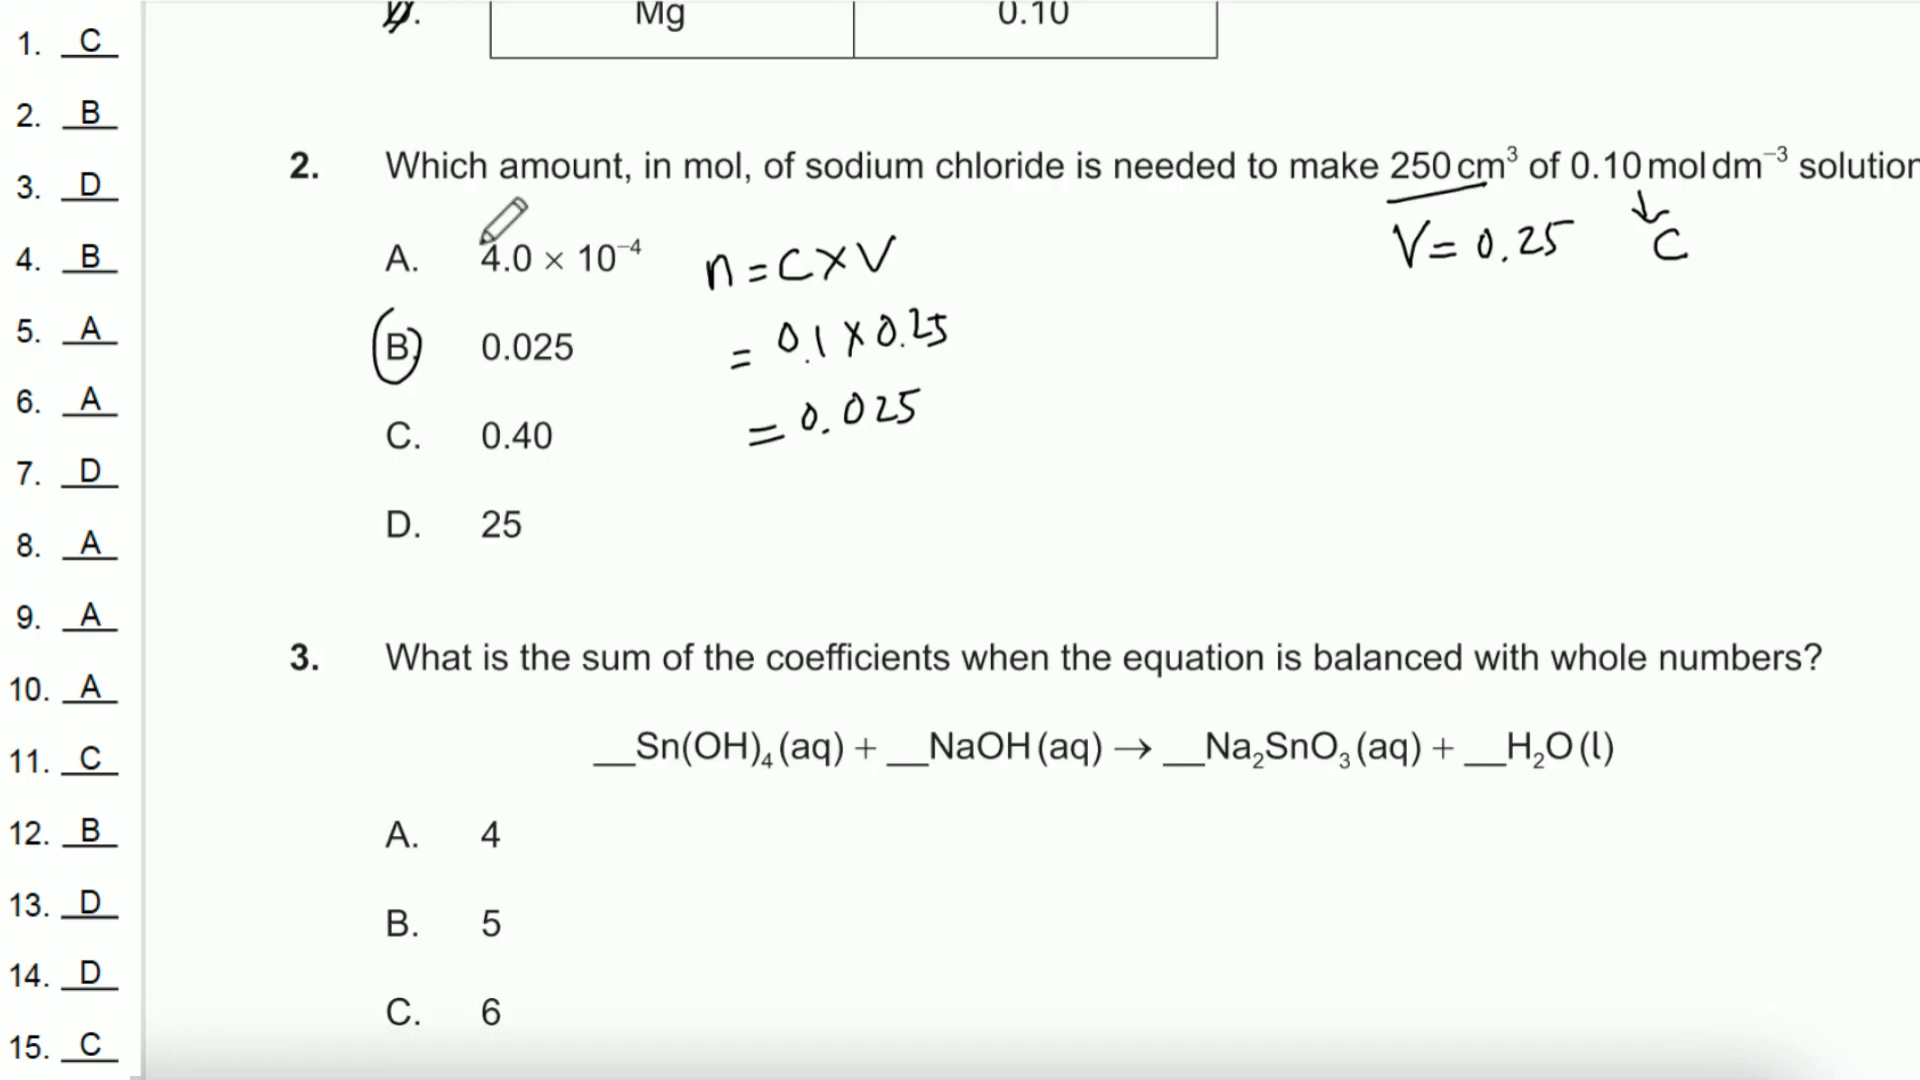 1. C
2. B
3. D
4. B
5. A
6. A
7. D
8. A
9. A
10. A
11. C
12. B
13. D
14. D
15. C
D. Mg 0.10
2. Which amount, in mol, of sodium chloride is needed to make 250 cm³ of 0.10 mol dm⁻³ solution
V = 0.25 C
A. 4.0 × 10⁻⁴
n = C × V
B. 0.025
= 0.1 × 0.25
C. 0.40
= 0.025
D. 25
3. What is the sum of the coefficients when the equation is balanced with whole numbers?
__Sn(OH)₄(aq) + __NaOH(aq) → __Na₂SnO₃(aq) + __H₂O(l)
A. 4
B. 5
C. 6